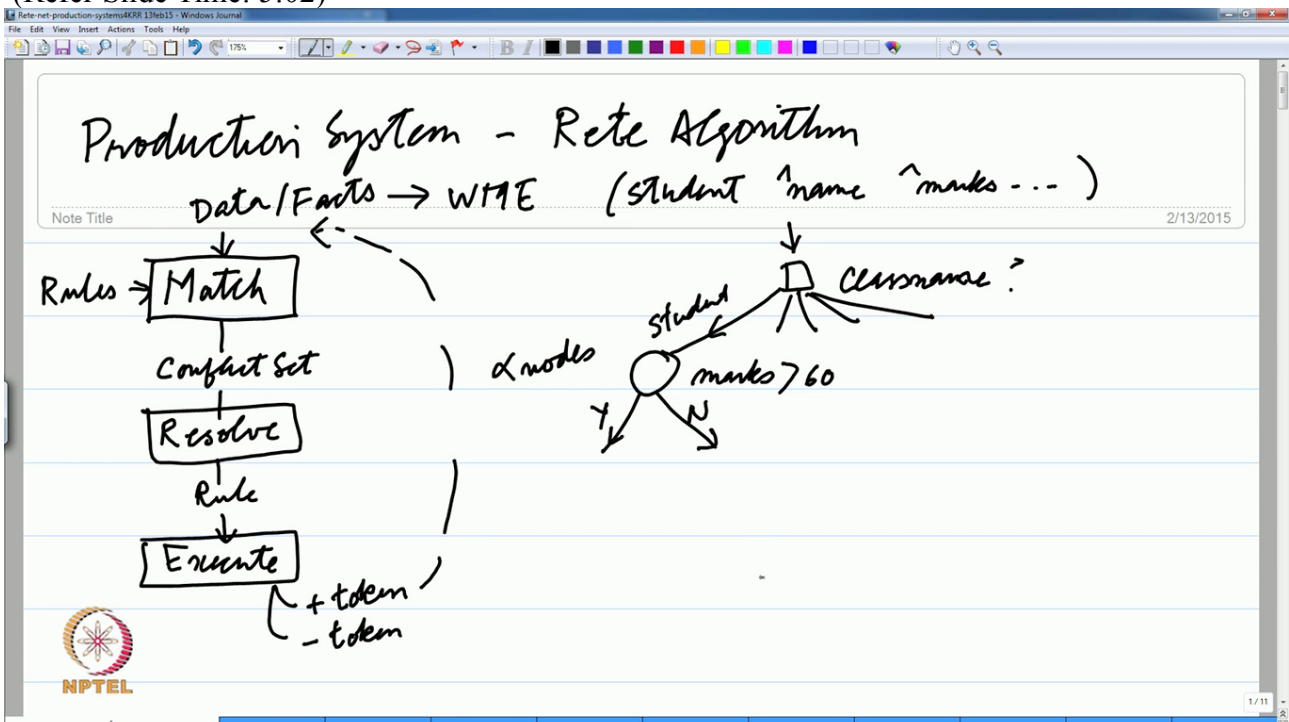 (Refer Slide Time: 3:02)
Rete-net-production-systems4KRR 13feb15 - Windows Journal
File Edit View Insert Actions Tools Help
175%
B I
Production System - Rete Algorithm
Data/Facts → WME (student ^name ^marks --- )
Note Title
2/13/2015
Rules → Match
Classname ?
student
Conflict Set
α nodes
marks > 60
Y N
Resolve
Rule
Execute
+ token
- token
NPTEL
1 / 11